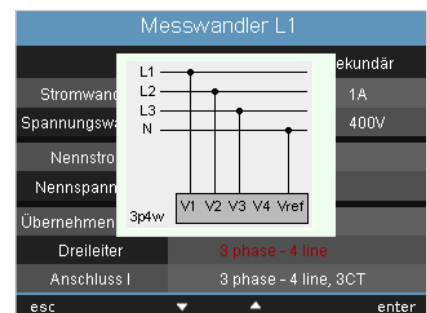 Messwandler L1
ekundär
Stromwand 1A
Spannungswa 400V
Nennstro
Nennspann
Übernehmen
L1
L2
L3
N
3p4w
V1 V2 V3 V4 Vref
Dreileiter 3 phase - 4 line
Anschluss I 3 phase - 4 line, 3CT
esc enter